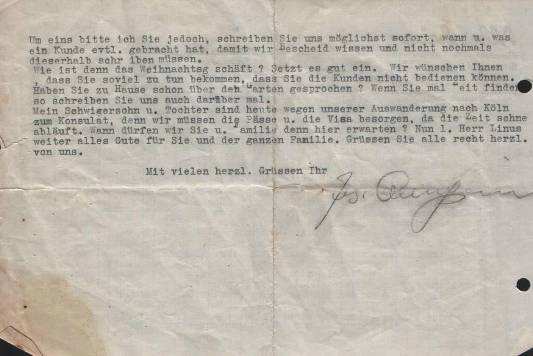 Um eins bitte ich Sie jedoch, schreiben Sie uns möglichst sofort, wann u. was
ein Kunde evtl. gebracht hat, damit wir Bescheid wissen und nicht nochmals
dieserhalb schr iben müssen.
Wie ist denn das Weihnachtsg schäft ? Setzt es gut ein. Wir wünschen Ihnen
, dass Sie soviel zu tun bekommen, dass Sie die Kunden nicht bedienen können.
Haben Sie zu Hause schon über den Garten gesprochen ? Wenn Sie mal Zeit finden
so schreiben Sie uns auch darüber mal.
Mein Schwigersohn u. Tochter sind heute wegen unserer Auswanderung nach Köln
zum Konsulat, denn wir müssen die Pässe u. die Visa besorgen, da die Zeit schne
abläuft. Wann dürfen wir Sie u. Familie denn hier erwarten ? Nun l. Herr Linus
weiter alles Gute für Sie und der ganzen Familie. Grüssen Sie alle recht herzl.
von uns.
Mit vielen herzl. Grüssen Ihr